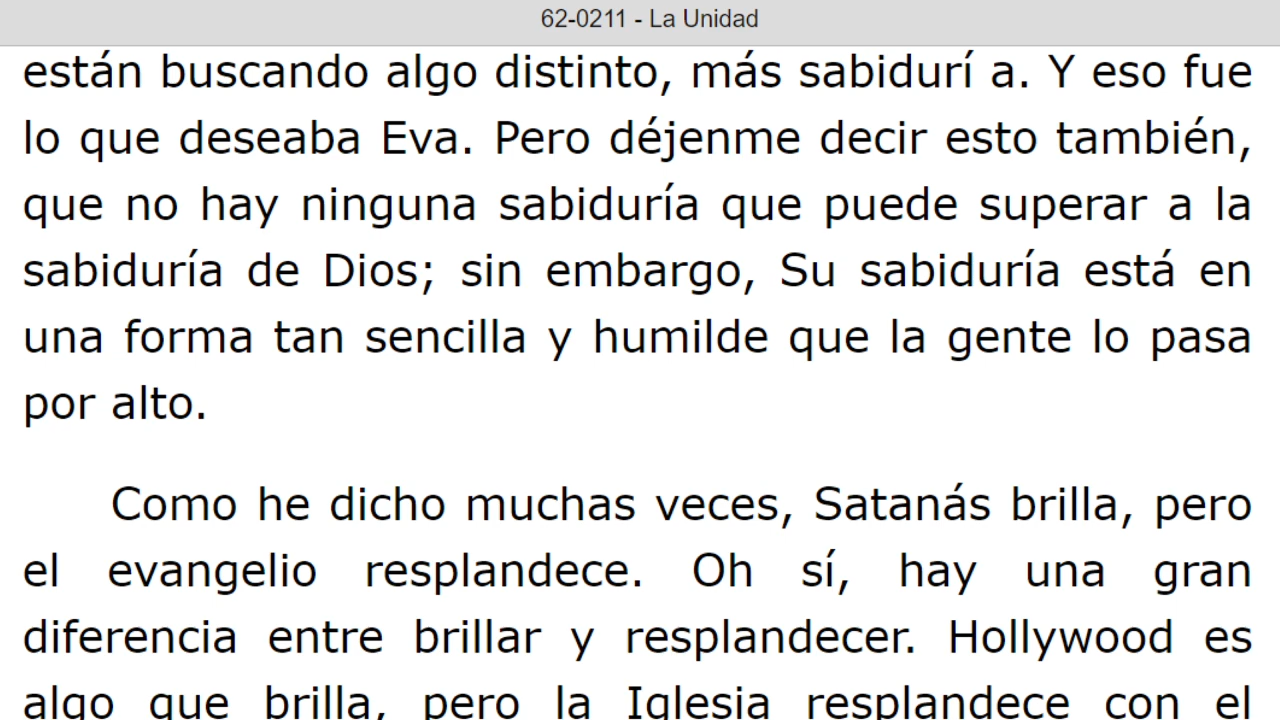 62-0211 - La Unidad
están buscando algo distinto, más sabidurí a. Y eso fue
lo que deseaba Eva. Pero déjenme decir esto también,
que no hay ninguna sabiduría que puede superar a la
sabiduría de Dios; sin embargo, Su sabiduría está en
una forma tan sencilla y humilde que la gente lo pasa
por alto.
Como he dicho muchas veces, Satanás brilla, pero
el evangelio resplandece. Oh sí, hay una gran
diferencia entre brillar y resplandecer. Hollywood es
algo que brilla, pero la Iglesia resplandece con el